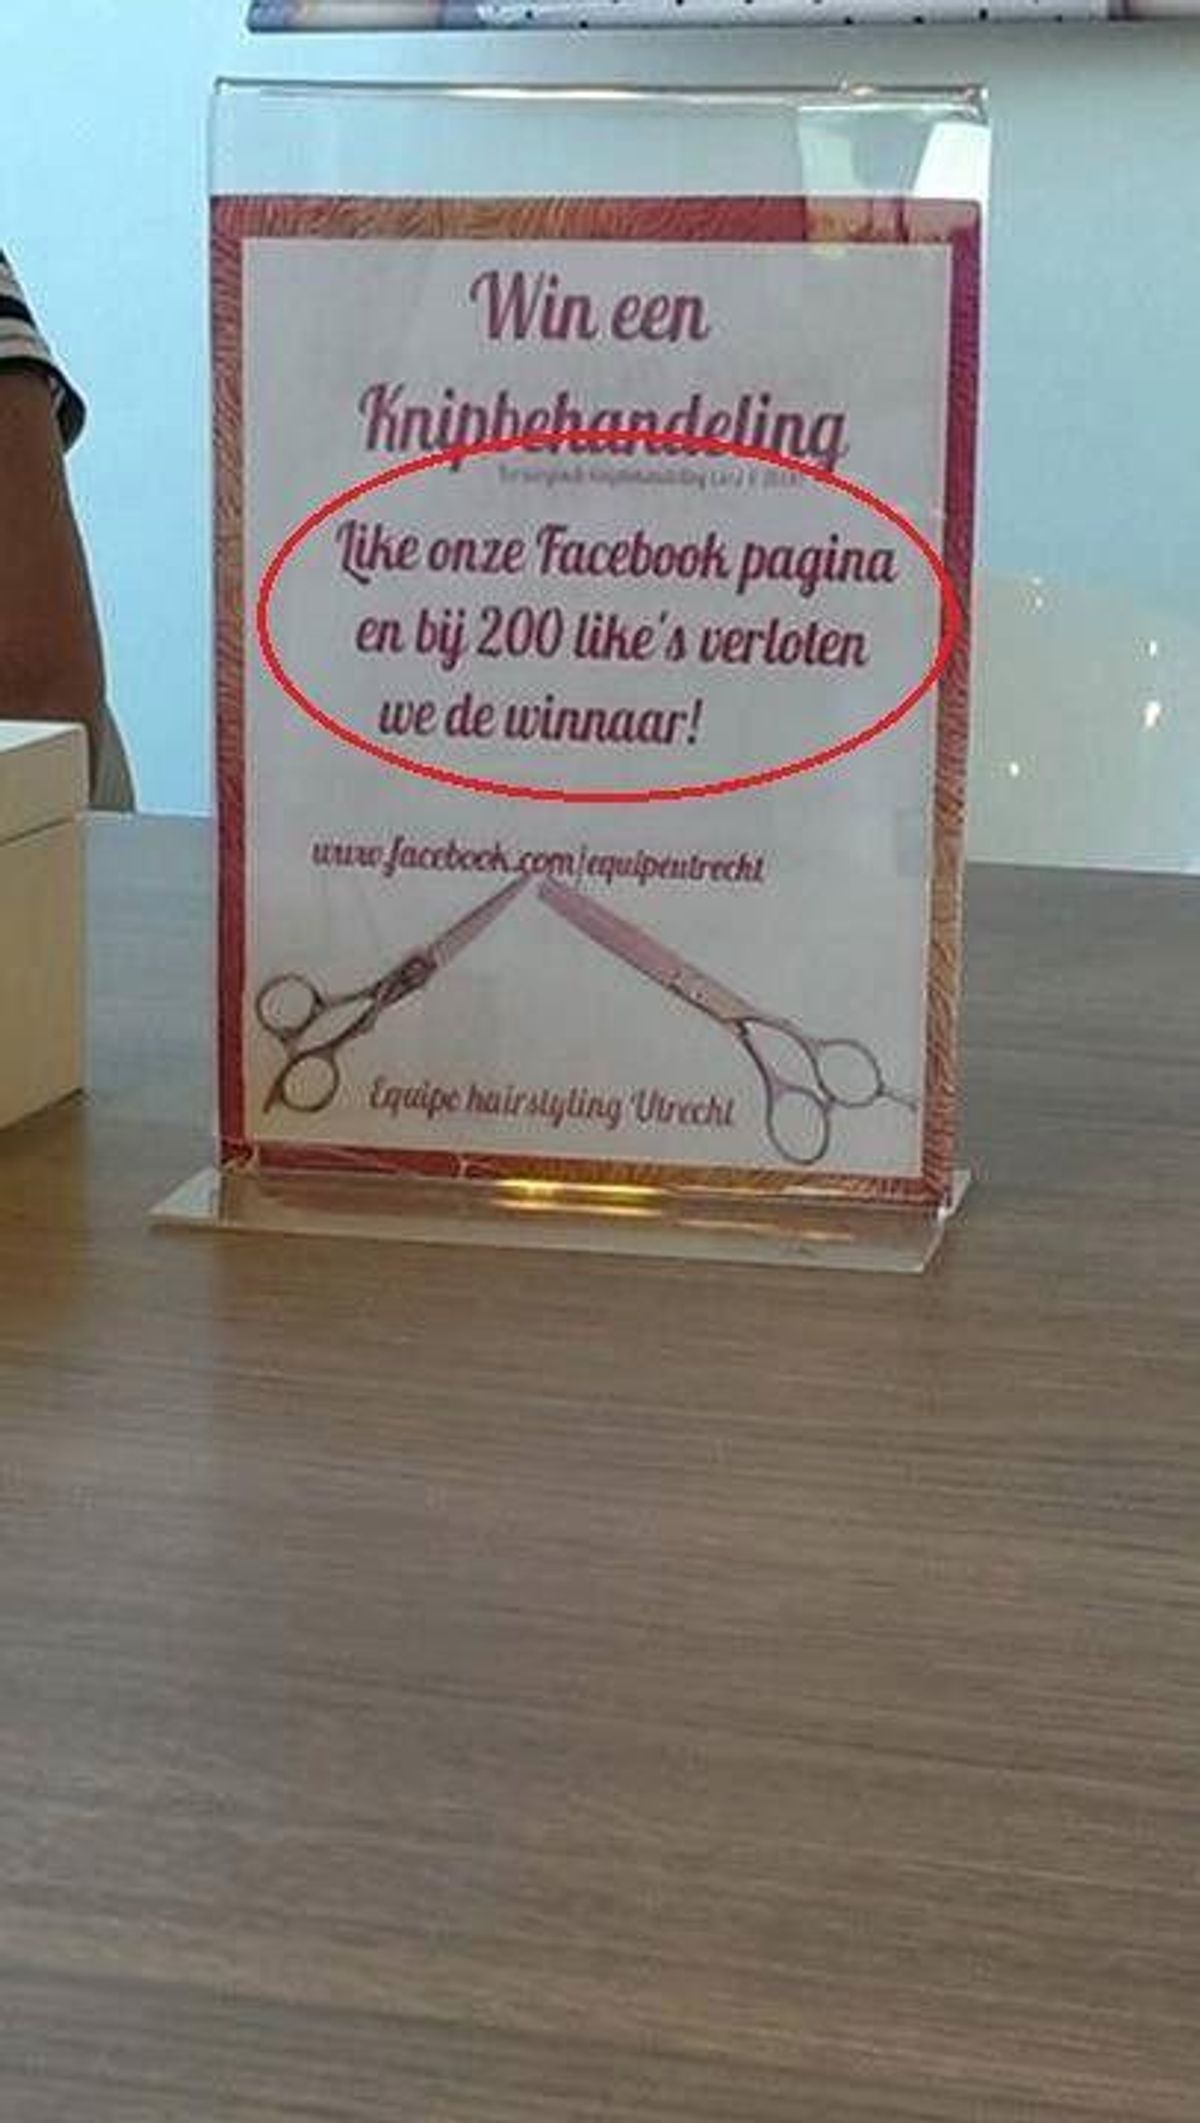 Win een
Knipbehandeling
Like onze Facebook pagina
en bij 200 like's verloten
we de winnaar!
www.facebook.com/equipeutrecht
Equipe hairstyling Utrecht